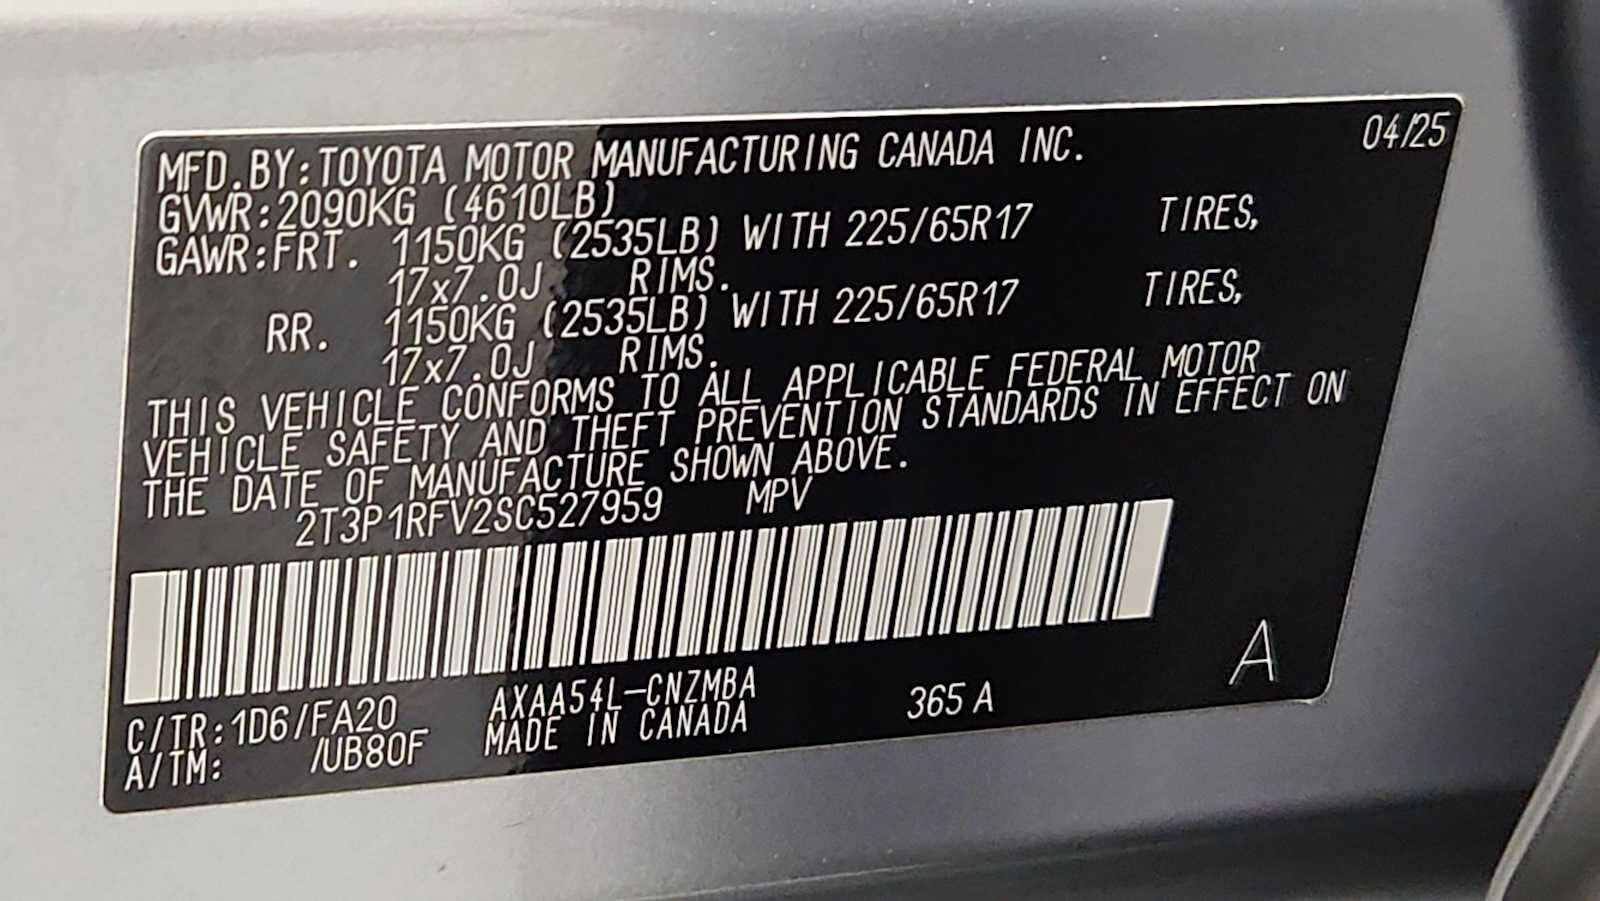 04/25
MFD.BY:TOYOTA MOTOR MANUFACTURING CANADA INC.
GVWR:2090KG (4610LB)
GAWR:FRT. 1150KG (2535LB) WITH 225/65R17 TIRES,
17x7.0J RIMS.
RR. 1150KG (2535LB) WITH 225/65R17 TIRES,
17x7.0J RIMS.
THIS VEHICLE CONFORMS TO ALL APPLICABLE FEDERAL MOTOR
VEHICLE SAFETY AND THEFT PREVENTION STANDARDS IN EFFECT ON
THE DATE OF MANUFACTURE SHOWN ABOVE.
2T3P1RFV2SC527959 MPV
A
C/TR:1D6/FA20 AXAA54L-CNZMBA 365 A
A/TM: /UB80F MADE IN CANADA